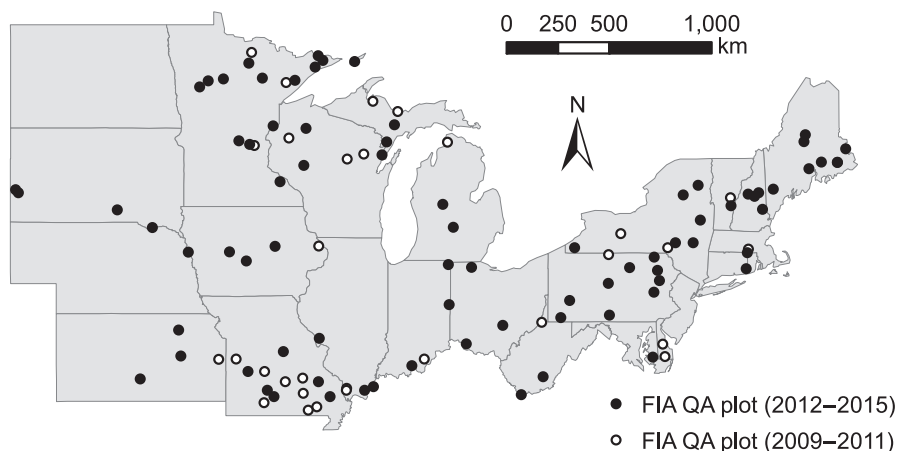 0 250 500 1,000
km
N
FIA QA plot (2012–2015)
FIA QA plot (2009–2011)